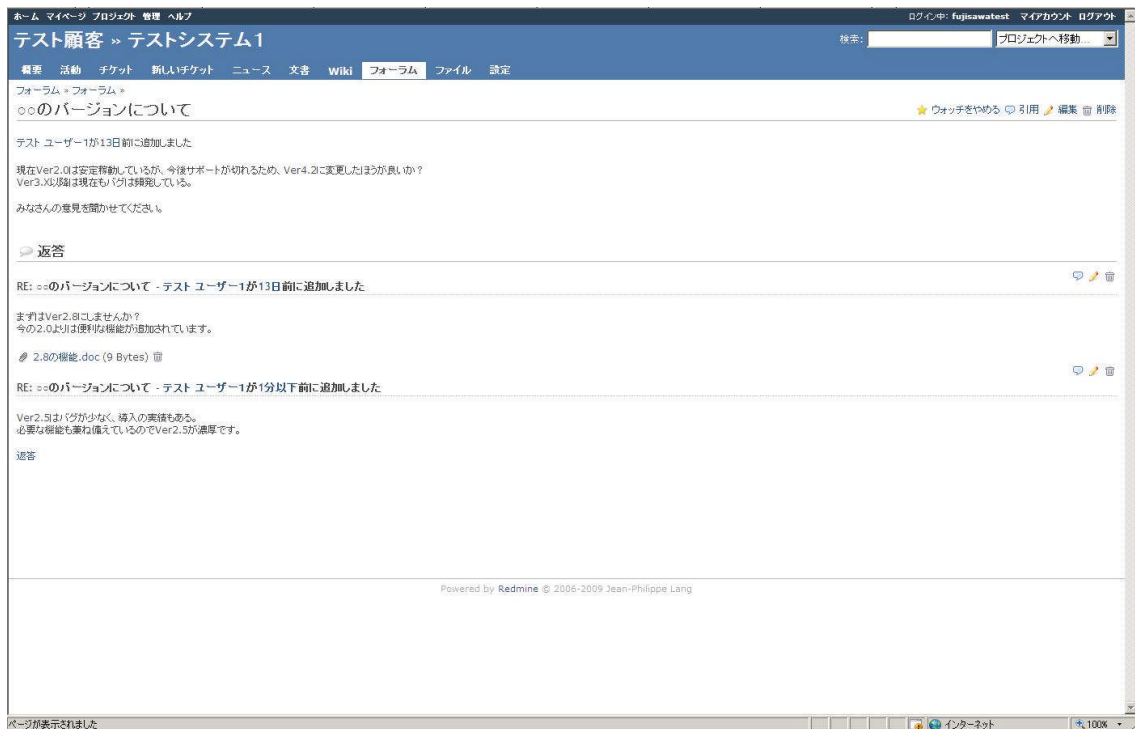 ホーム マイページ プロジェクト 管理 ヘルプ
ログイン中: fujisawatest マイアカウント ログアウト
テスト顧客 » テストシステム1
検索:
プロジェクトへ移動...
概要 活動 チケット 新しいチケット ニュース 文書 Wiki フォーラム ファイル 設定
フォーラム » フォーラム »
○○のバージョンについて
ウォッチをやめる 引用 編集 削除
テスト ユーザー1が13日前に追加しました
現在Ver2.0は安定稼動しているが、今後サポートが切れるため、Ver4.2に変更したほうが良いか?
Ver3.X以降は現在もバグは頻発している。
みなさんの意見を聞かせてください。
返答
RE: ○○のバージョンについて - テスト ユーザー1が13日前に追加しました
まずはVer2.8にしませんか?
今の2.0よりは便利な機能が追加されています。
2.8の機能.doc (9 Bytes)
RE: ○○のバージョンについて - テスト ユーザー1が1分以下前に追加しました
Ver2.5はバグが少なく、導入の実績もある。
必要な機能も兼ね備えているのでVer2.5が濃厚です。
返答
Powered by Redmine © 2006-2009 Jean-Philippe Lang
ページが表示されました
インターネット
100%